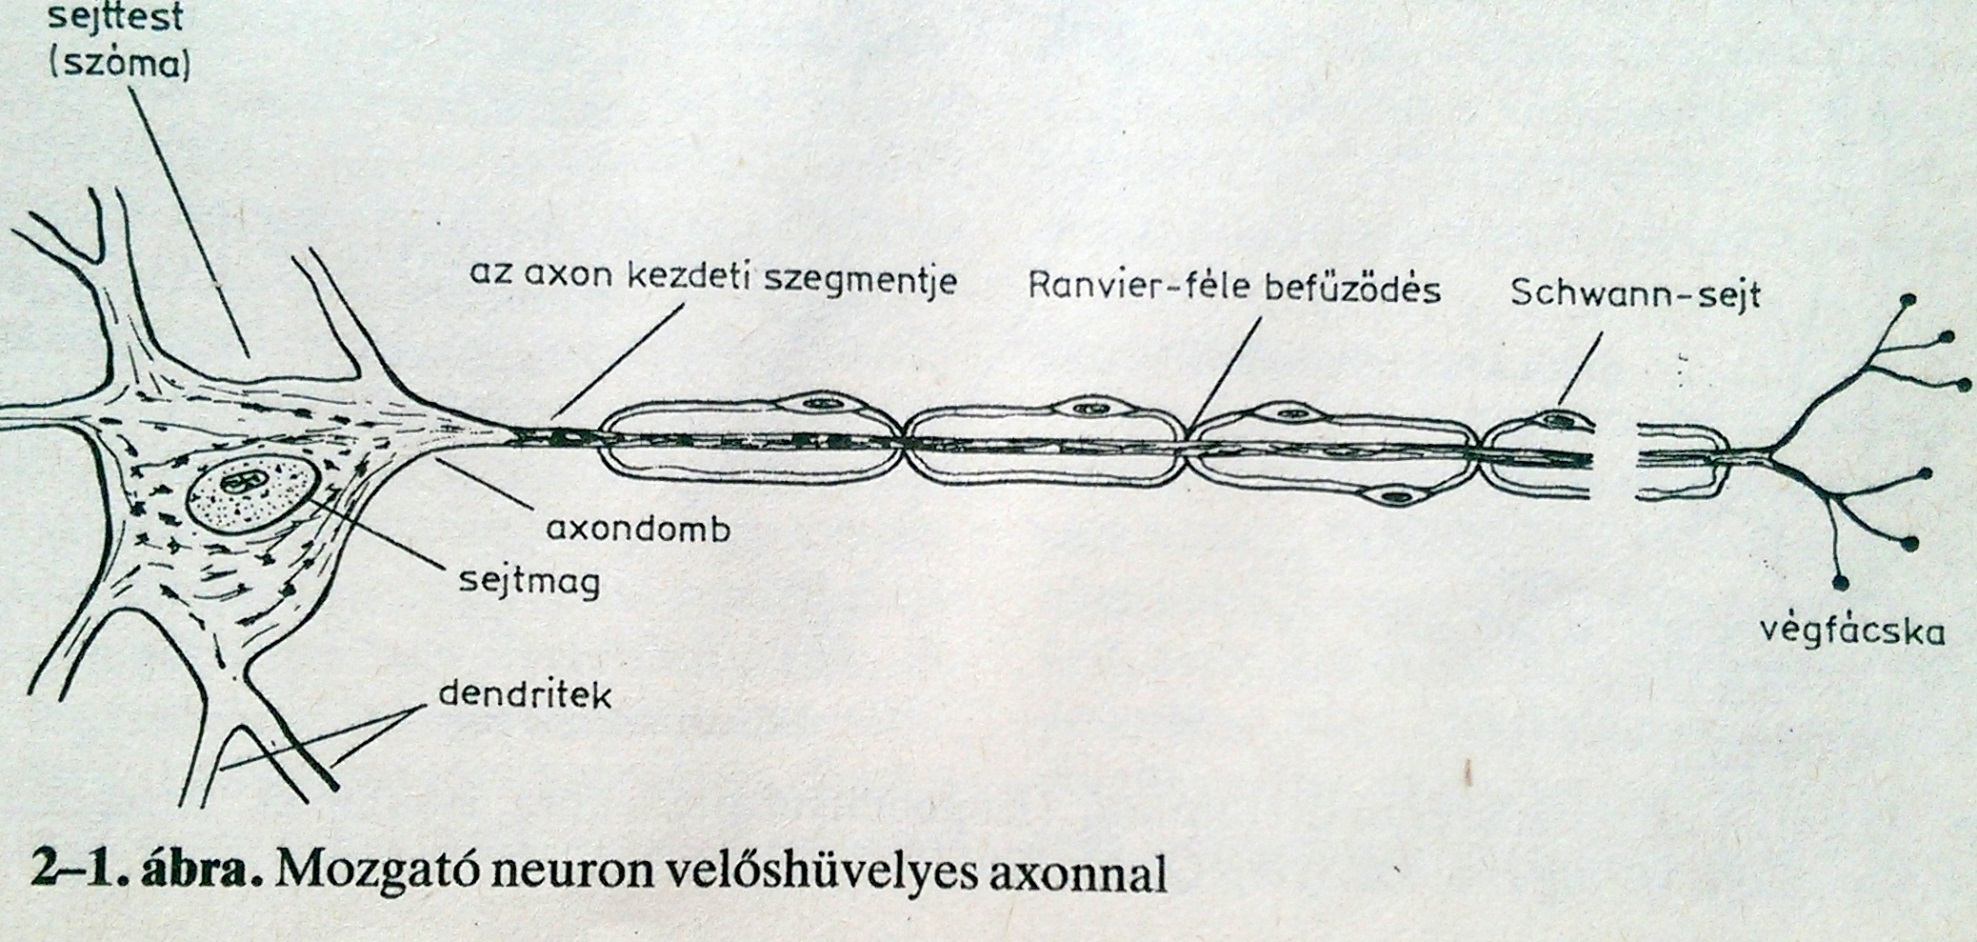 sejttest
(szóma)
az axon kezdeti szegmentje
Ranvier-féle befűződés
Schwann-sejt
axondomb
sejtmag
végfácska
dendritek
2–1. ábra. Mozgató neuron velőshüvelyes axonnal